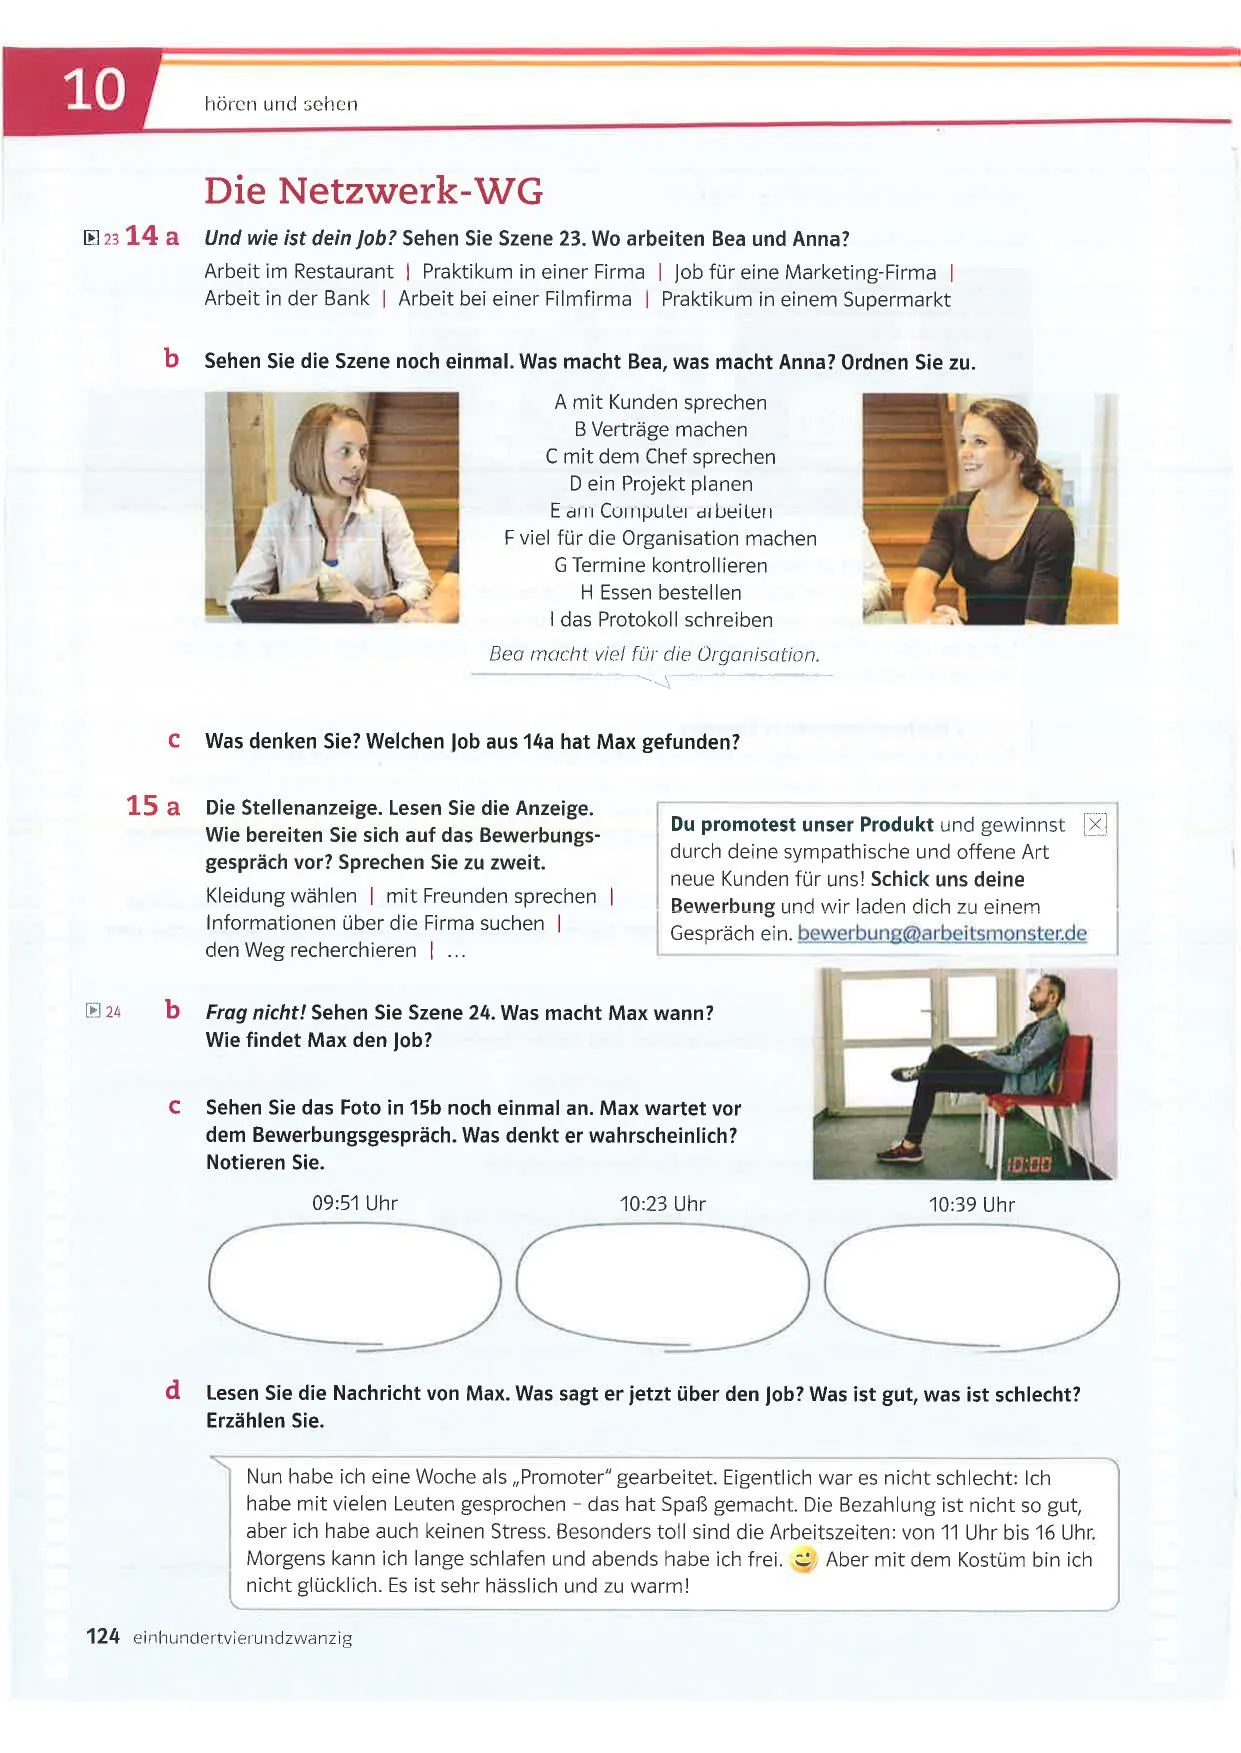 10
hören und sehen
Die Netzwerk-WG
23 14 a Und wie ist dein Job? Sehen Sie Szene 23. Wo arbeiten Bea und Anna?
Arbeit im Restaurant | Praktikum in einer Firma | Job für eine Marketing-Firma |
Arbeit in der Bank | Arbeit bei einer Filmfirma | Praktikum in einem Supermarkt
b Sehen Sie die Szene noch einmal. Was macht Bea, was macht Anna? Ordnen Sie zu.
A mit Kunden sprechen
B Verträge machen
C mit dem Chef sprechen
D ein Projekt planen
E am Computer arbeiten
F viel für die Organisation machen
G Termine kontrollieren
H Essen bestellen
I das Protokoll schreiben
Bea macht viel für die Organisation.
c Was denken Sie? Welchen Job aus 14a hat Max gefunden?
15 a Die Stellenanzeige. Lesen Sie die Anzeige.
Wie bereiten Sie sich auf das Bewerbungs-
gespräch vor? Sprechen Sie zu zweit.
Kleidung wählen | mit Freunden sprechen |
Informationen über die Firma suchen |
den Weg recherchieren | ...
Du promotest unser Produkt und gewinnst
durch deine sympathische und offene Art
neue Kunden für uns! Schick uns deine
Bewerbung und wir laden dich zu einem
Gespräch ein. bewerbung@arbeitsmonster.de
24 b Frag nicht! Sehen Sie Szene 24. Was macht Max wann?
Wie findet Max den Job?
10:00
c Sehen Sie das Foto in 15b noch einmal an. Max wartet vor
dem Bewerbungsgespräch. Was denkt er wahrscheinlich?
Notieren Sie.
09:51 Uhr 10:23 Uhr 10:39 Uhr
d Lesen Sie die Nachricht von Max. Was sagt er jetzt über den Job? Was ist gut, was ist schlecht?
Erzählen Sie.
Nun habe ich eine Woche als „Promoter" gearbeitet. Eigentlich war es nicht schlecht: Ich
habe mit vielen Leuten gesprochen – das hat Spaß gemacht. Die Bezahlung ist nicht so gut,
aber ich habe auch keinen Stress. Besonders toll sind die Arbeitszeiten: von 11 Uhr bis 16 Uhr.
Morgens kann ich lange schlafen und abends habe ich frei. 😉 Aber mit dem Kostüm bin ich
nicht glücklich. Es ist sehr hässlich und zu warm!
124 einhundertvierundzwanzig